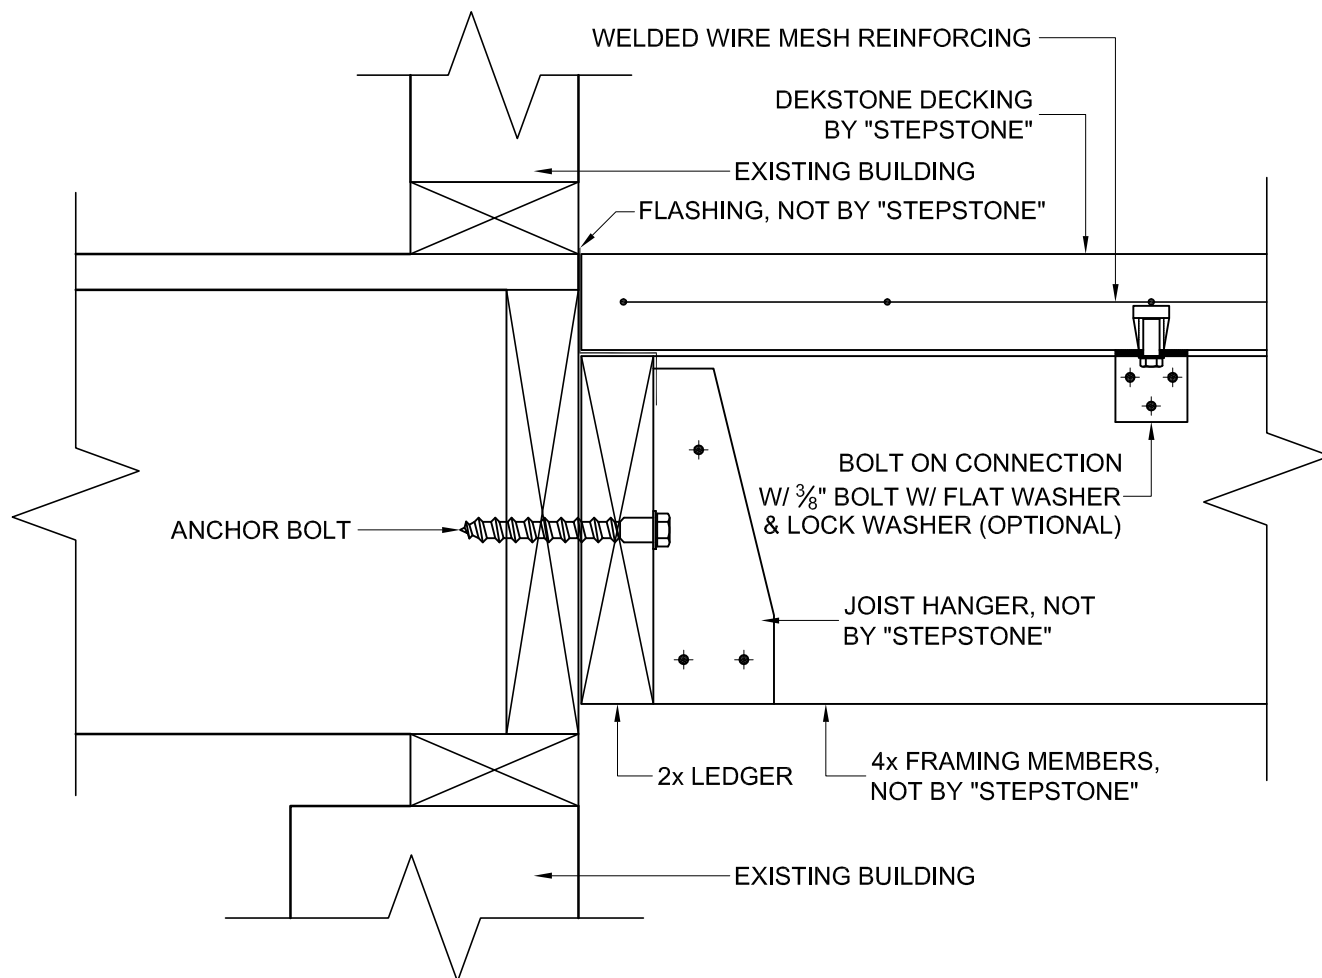 WELDED WIRE MESH REINFORCING
DEKSTONE DECKING
BY "STEPSTONE"
EXISTING BUILDING
FLASHING, NOT BY "STEPSTONE"
BOLT ON CONNECTION
W/ 3/8" BOLT W/ FLAT WASHER
& LOCK WASHER (OPTIONAL)
ANCHOR BOLT
JOIST HANGER, NOT
BY "STEPSTONE"
2x LEDGER
4x FRAMING MEMBERS,
NOT BY "STEPSTONE"
EXISTING BUILDING